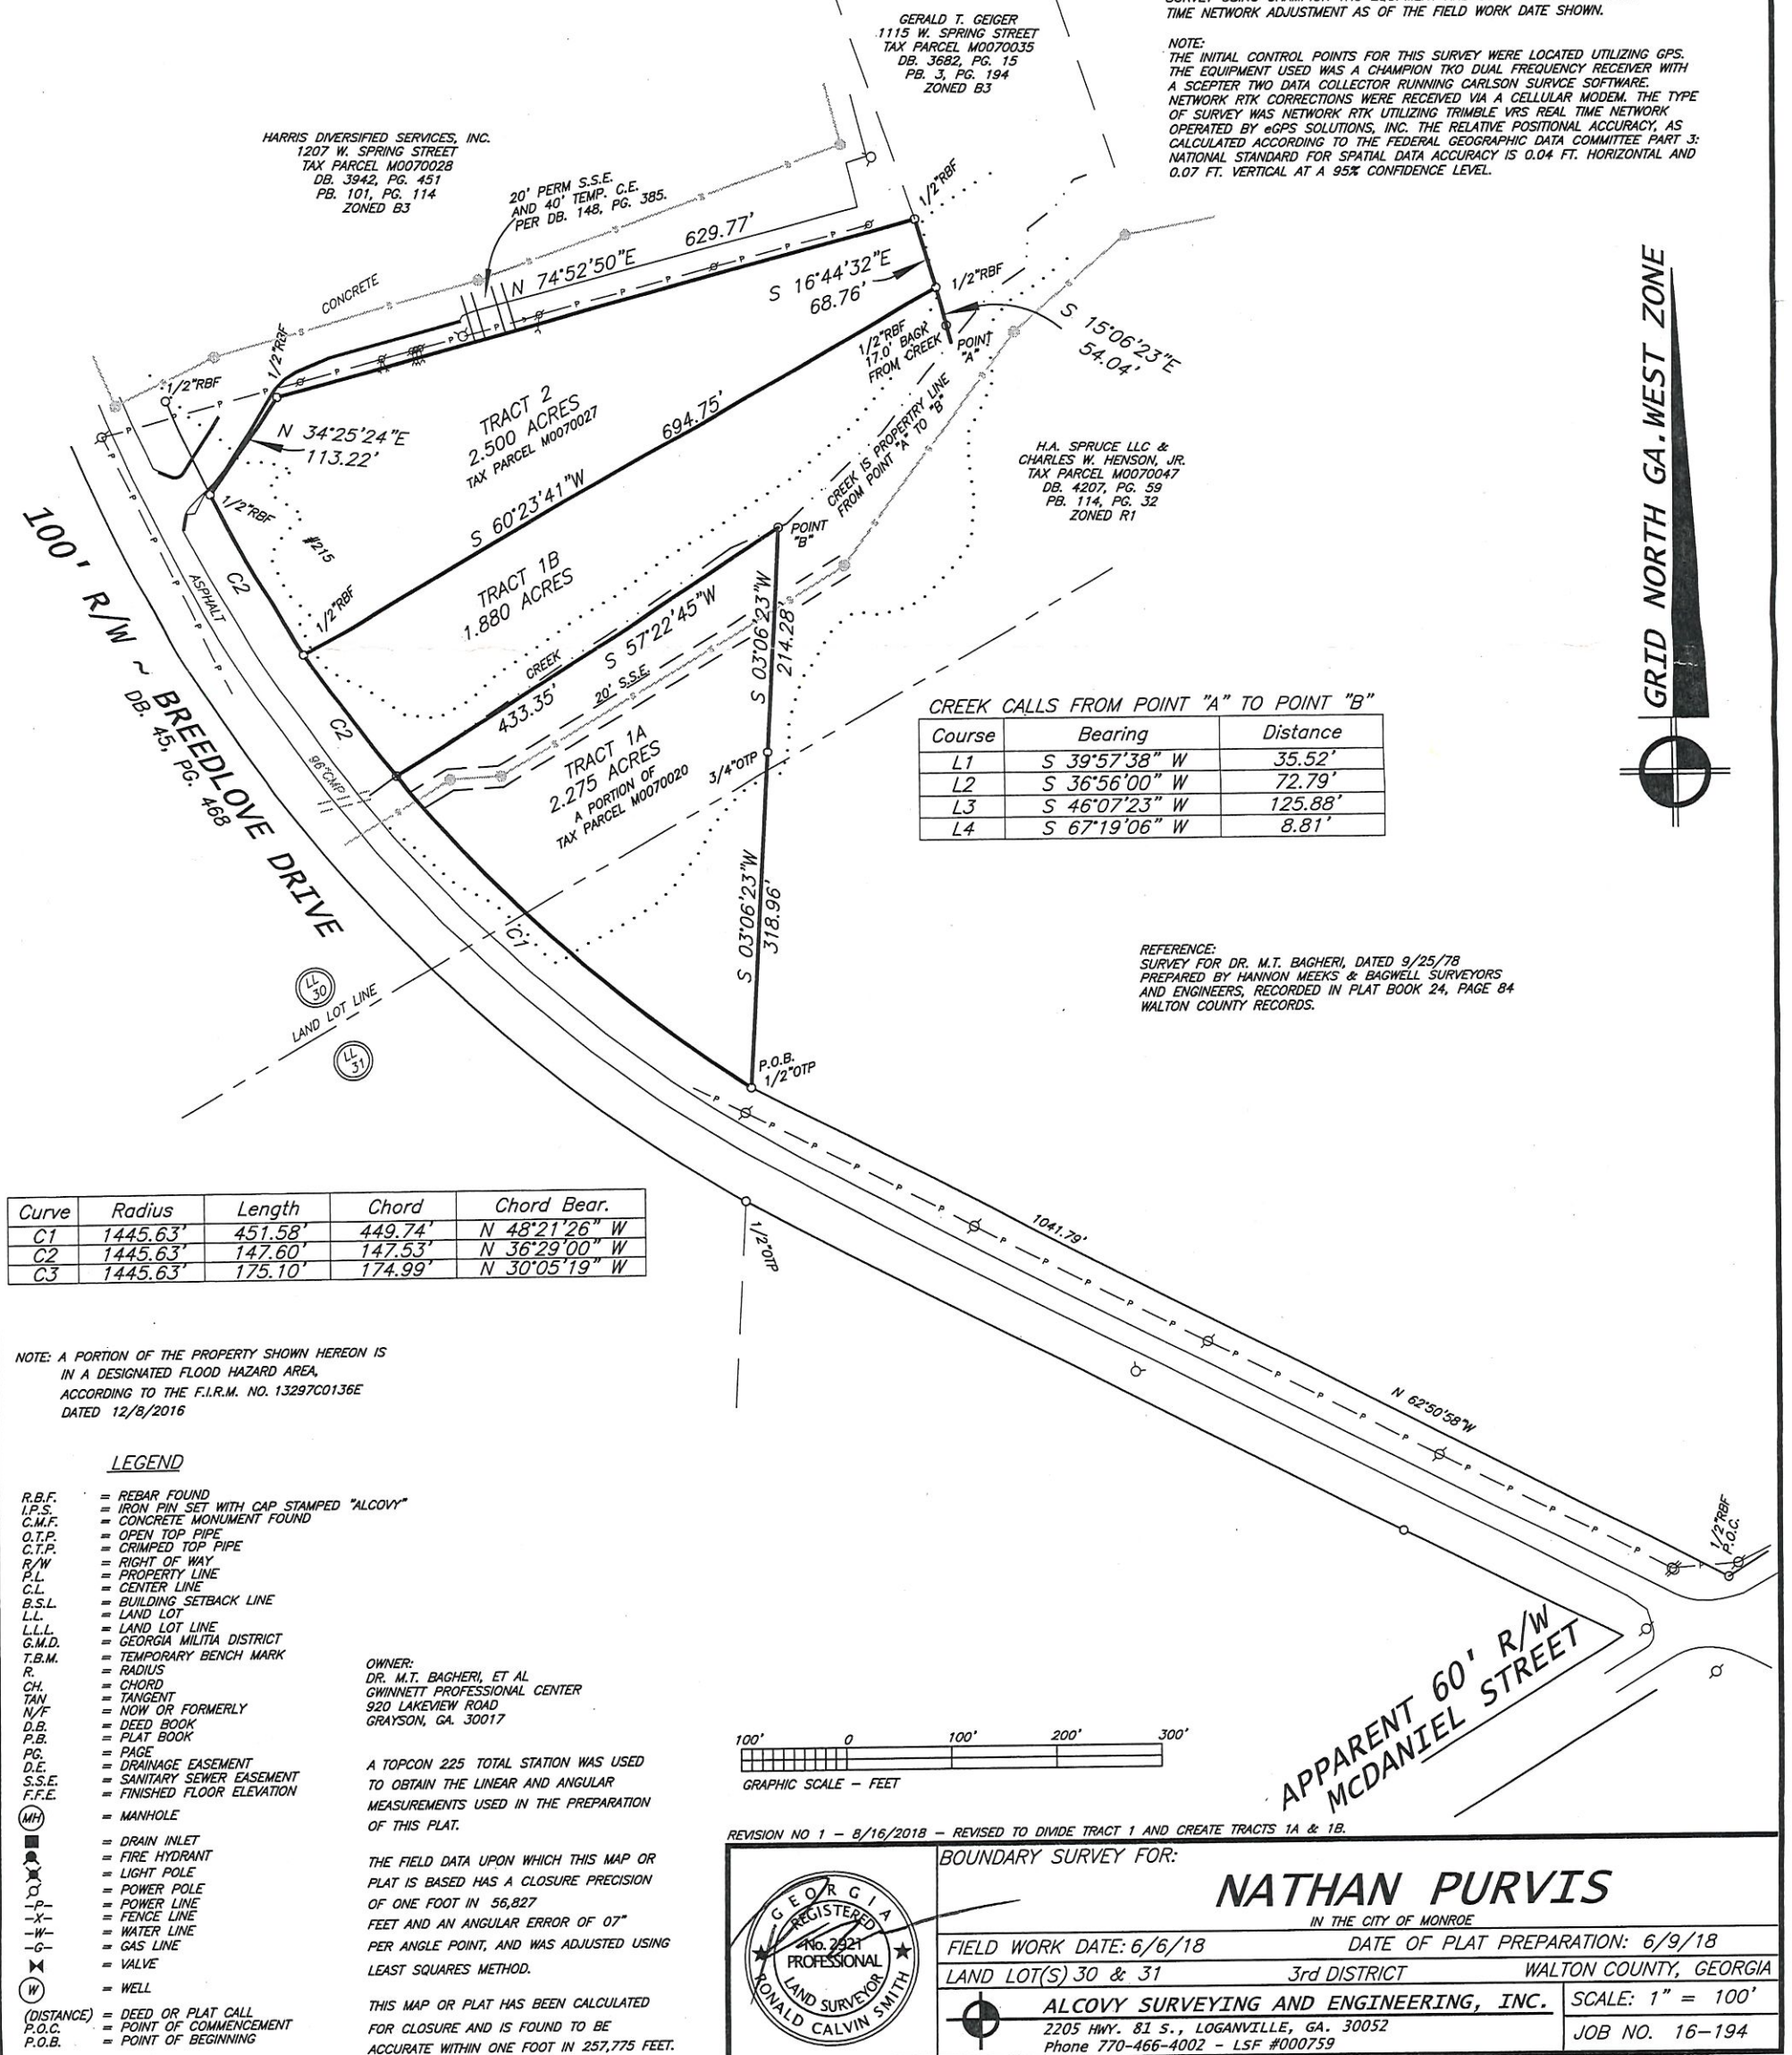 TIME NETWORK ADJUSTMENT AS OF THE FIELD WORK DATE SHOWN.
NOTE:
THE INITIAL CONTROL POINTS FOR THIS SURVEY WERE LOCATED UTILIZING GPS.
THE EQUIPMENT USED WAS A CHAMPION TKO DUAL FREQUENCY RECEIVER WITH
A SCEPTER TWO DATA COLLECTOR RUNNING CARLSON SURVCE SOFTWARE.
NETWORK RTK CORRECTIONS WERE RECEIVED VIA A CELLULAR MODEM. THE TYPE
OF SURVEY WAS NETWORK RTK UTILIZING TRIMBLE VRS REAL TIME NETWORK
OPERATED BY eGPS SOLUTIONS, INC. THE RELATIVE POSITIONAL ACCURACY, AS
CALCULATED ACCORDING TO THE FEDERAL GEOGRAPHIC DATA COMMITTEE PART 3:
NATIONAL STANDARD FOR SPATIAL DATA ACCURACY IS 0.04 FT. HORIZONTAL AND
0.07 FT. VERTICAL AT A 95% CONFIDENCE LEVEL.
GERALD T. GEIGER
1115 W. SPRING STREET
TAX PARCEL M0070035
DB. 3682, PG. 15
PB. 3, PG. 194
ZONED B3
HARRIS DIVERSIFIED SERVICES, INC.
1207 W. SPRING STREET
TAX PARCEL M0070028
DB. 3942, PG. 451
PB. 101, PG. 114
ZONED B3
20' PERM S.S.E.
AND 40' TEMP. C.E.
PER DB. 148, PG. 385.
CONCRETE
N 74°52'50"E
629.77'
1/2"RBF
S 16°44'32"E
68.76'
1/2"RBF
S 15°06'23"E
54.04'
1/2"RBF
17.0' BACK
FROM CREEK
POINT
"A"
1/2"RBF
1/2"RBF
N 34°25'24"E
113.22'
1/2"RBF
#215
TRACT 2
2.500 ACRES
TAX PARCEL M0070027
694.75'
S 60°23'41"W
CREEK IS PROPERTRY LINE
FROM POINT "A" TO "B"
H.A. SPRUCE LLC &
CHARLES W. HENSON, JR.
TAX PARCEL M0070047
DB. 4207, PG. 59
PB. 114, PG. 32
ZONED R1
GRID NORTH GA.WEST ZONE
100' R/W ~ BREEDLOVE DRIVE
DB. 45, PG. 468
ASPHALT
C2
1/2"RBF
TRACT 1B
1.880 ACRES
POINT
"B"
CREEK
S 57°22'45"W
433.35'
20' S.S.E.
S 03°06'23"W
214.28'
C2
96"CMP
TRACT 1A
2.275 ACRES
A PORTION OF
TAX PARCEL M0070020
3/4"OTP
S 03°06'23"W
318.96'
C1
CREEK CALLS FROM POINT "A" TO POINT "B"
Course Bearing Distance
L1 S 39°57'38" W 35.52'
L2 S 36°56'00" W 72.79'
L3 S 46°07'23" W 125.88'
L4 S 67°19'06" W 8.81'
REFERENCE:
SURVEY FOR DR. M.T. BAGHERI, DATED 9/25/78
PREPARED BY HANNON MEEKS & BAGWELL SURVEYORS
AND ENGINEERS, RECORDED IN PLAT BOOK 24, PAGE 84
WALTON COUNTY RECORDS.
LL
30
LAND LOT LINE
LL
31
P.O.B.
1/2"OTP
1/2"OTP
1041.79'
N 62°50'58"W
1/2"RBF
P.O.C.
Curve Radius Length Chord Chord Bear.
C1 1445.63' 451.58' 449.74' N 48°21'26" W
C2 1445.63' 147.60' 147.53' N 36°29'00" W
C3 1445.63' 175.10' 174.99' N 30°05'19" W
NOTE: A PORTION OF THE PROPERTY SHOWN HEREON IS
IN A DESIGNATED FLOOD HAZARD AREA,
ACCORDING TO THE F.I.R.M. NO. 13297C0136E
DATED 12/8/2016
LEGEND
R.B.F. = REBAR FOUND
I.P.S. = IRON PIN SET WITH CAP STAMPED "ALCOVY"
C.M.F. = CONCRETE MONUMENT FOUND
O.T.P. = OPEN TOP PIPE
C.T.P. = CRIMPED TOP PIPE
R/W = RIGHT OF WAY
P.L. = PROPERTY LINE
C.L. = CENTER LINE
B.S.L. = BUILDING SETBACK LINE
L.L. = LAND LOT
L.L.L. = LAND LOT LINE
G.M.D. = GEORGIA MILITIA DISTRICT
T.B.M. = TEMPORARY BENCH MARK
R. = RADIUS
CH. = CHORD
TAN = TANGENT
N/F = NOW OR FORMERLY
D.B. = DEED BOOK
P.B. = PLAT BOOK
PG. = PAGE
D.E. = DRAINAGE EASEMENT
S.S.E. = SANITARY SEWER EASEMENT
F.F.E. = FINISHED FLOOR ELEVATION
MH = MANHOLE
= DRAIN INLET
= FIRE HYDRANT
= LIGHT POLE
= POWER POLE
-P- = POWER LINE
-X- = FENCE LINE
-W- = WATER LINE
-G- = GAS LINE
= VALVE
W = WELL
(DISTANCE) = DEED OR PLAT CALL
P.O.C. = POINT OF COMMENCEMENT
P.O.B. = POINT OF BEGINNING
OWNER:
DR. M.T. BAGHERI, ET AL
GWINNETT PROFESSIONAL CENTER
920 LAKEVIEW ROAD
GRAYSON, GA. 30017
A TOPCON 225 TOTAL STATION WAS USED
TO OBTAIN THE LINEAR AND ANGULAR
MEASUREMENTS USED IN THE PREPARATION
OF THIS PLAT.
THE FIELD DATA UPON WHICH THIS MAP OR
PLAT IS BASED HAS A CLOSURE PRECISION
OF ONE FOOT IN 56,827
FEET AND AN ANGULAR ERROR OF 07"
PER ANGLE POINT, AND WAS ADJUSTED USING
LEAST SQUARES METHOD.
THIS MAP OR PLAT HAS BEEN CALCULATED
FOR CLOSURE AND IS FOUND TO BE
ACCURATE WITHIN ONE FOOT IN 257,775 FEET.
100' 0 100' 200' 300'
GRAPHIC SCALE - FEET
APPARENT 60' R/W
MCDANIEL STREET
REVISION NO 1 - 8/16/2018 - REVISED TO DIVIDE TRACT 1 AND CREATE TRACTS 1A & 1B.
GEORGIA
REGISTERED
No. 2921
PROFESSIONAL
LAND SURVEYOR
RONALD CALVIN SMITH
BOUNDARY SURVEY FOR:
NATHAN PURVIS
IN THE CITY OF MONROE
FIELD WORK DATE: 6/6/18 DATE OF PLAT PREPARATION: 6/9/18
LAND LOT(S) 30 & 31 3rd DISTRICT WALTON COUNTY, GEORGIA
ALCOVY SURVEYING AND ENGINEERING, INC.
2205 HWY. 81 S., LOGANVILLE, GA. 30052
Phone 770-466-4002 - LSF #000759
SCALE: 1" = 100'
JOB NO. 16-194